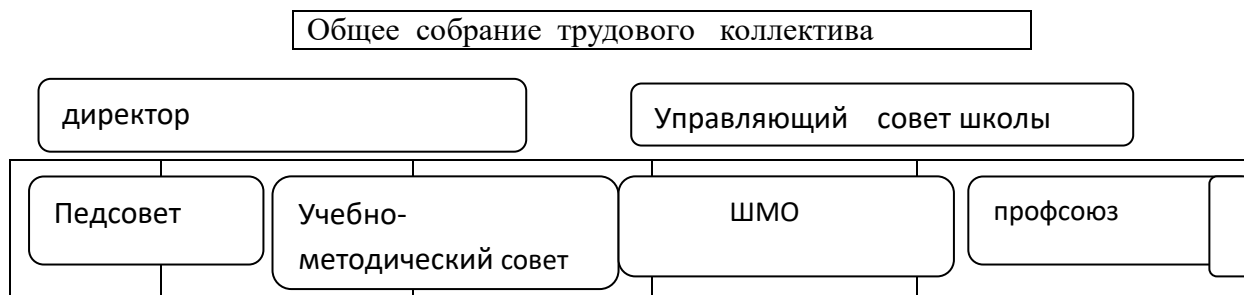 Общее собрание трудового коллектива
директор
Управляющий совет школы
Педсовет
Учебно-
методический совет
ШМО
профсоюз